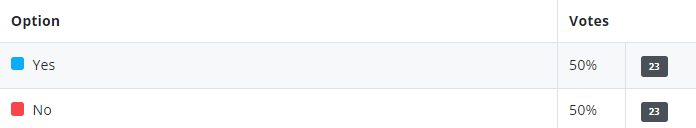 Option Votes
Yes 50% 23
No 50% 23